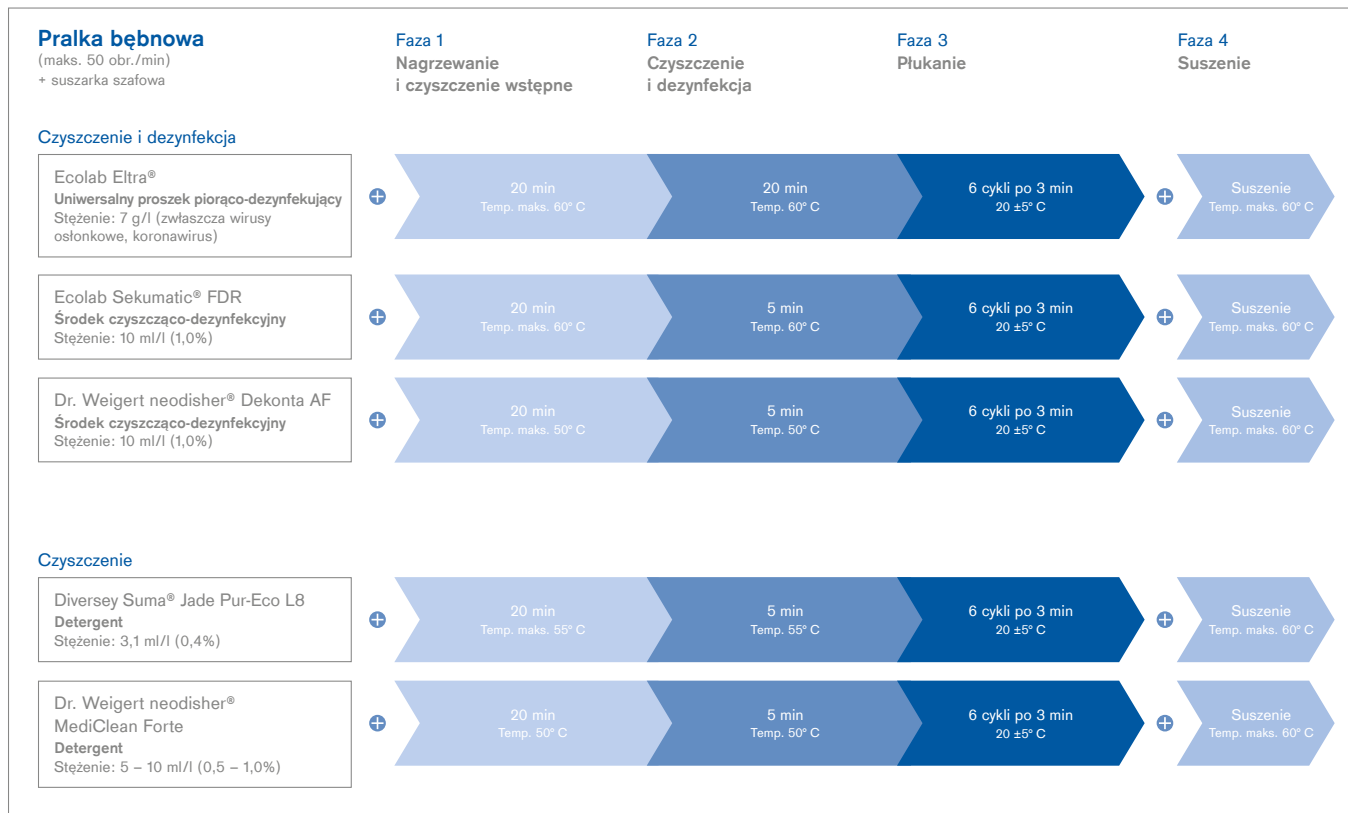 Pralka bębnowa
(maks. 50 obr./min)
+ suszarka szafowa
Faza 1
Nagrzewanie
i czyszczenie wstępne
Faza 2
Czyszczenie
i dezynfekcja
Faza 3
Płukanie
Faza 4
Suszenie
Czyszczenie i dezynfekcja
Ecolab Eltra®
Uniwersalny proszek piorąco-dezynfekujący
Stężenie: 7 g/l (zwłaszcza wirusy
osłonkowe, koronawirus)
20 min
Temp. maks. 60° C
20 min
Temp. maks. 60° C
6 cykli po 3 min
20 ±5° C
Suszenie
Temp. maks. 60° C
Ecolab Sekumatic® FDR
Środek czyszcząco-dezynfekcyjny
Stężenie: 10 ml/l (1,0%)
20 min
Temp. maks. 60° C
5 min
Temp. 60° C
6 cykli po 3 min
20 ±5° C
Suszenie
Temp. maks. 60° C
Dr. Weigert neodisher® Dekonta AF
Środek czyszcząco-dezynfekcyjny
Stężenie: 10 ml/l (1,0%)
20 min
Temp. maks. 50° C
5 min
Temp. 50° C
6 cykli po 3 min
20 ±5° C
Suszenie
Temp. maks. 60° C
Czyszczenie
Diversey Suma® Jade Pur-Eco L8
Detergent
Stężenie: 3,1 ml/l (0,4%)
20 min
Temp. maks. 55° C
5 min
Temp. 55° C
6 cykli po 3 min
20 ±5° C
Suszenie
Temp. maks. 60° C
Dr. Weigert neodisher®
MediClean Forte
Detergent
Stężenie: 5 – 10 ml/l (0,5 – 1,0%)
20 min
Temp. 50° C
5 min
Temp. 50° C
6 cykli po 3 min
20 ±5° C
Suszenie
Temp. maks. 60° C